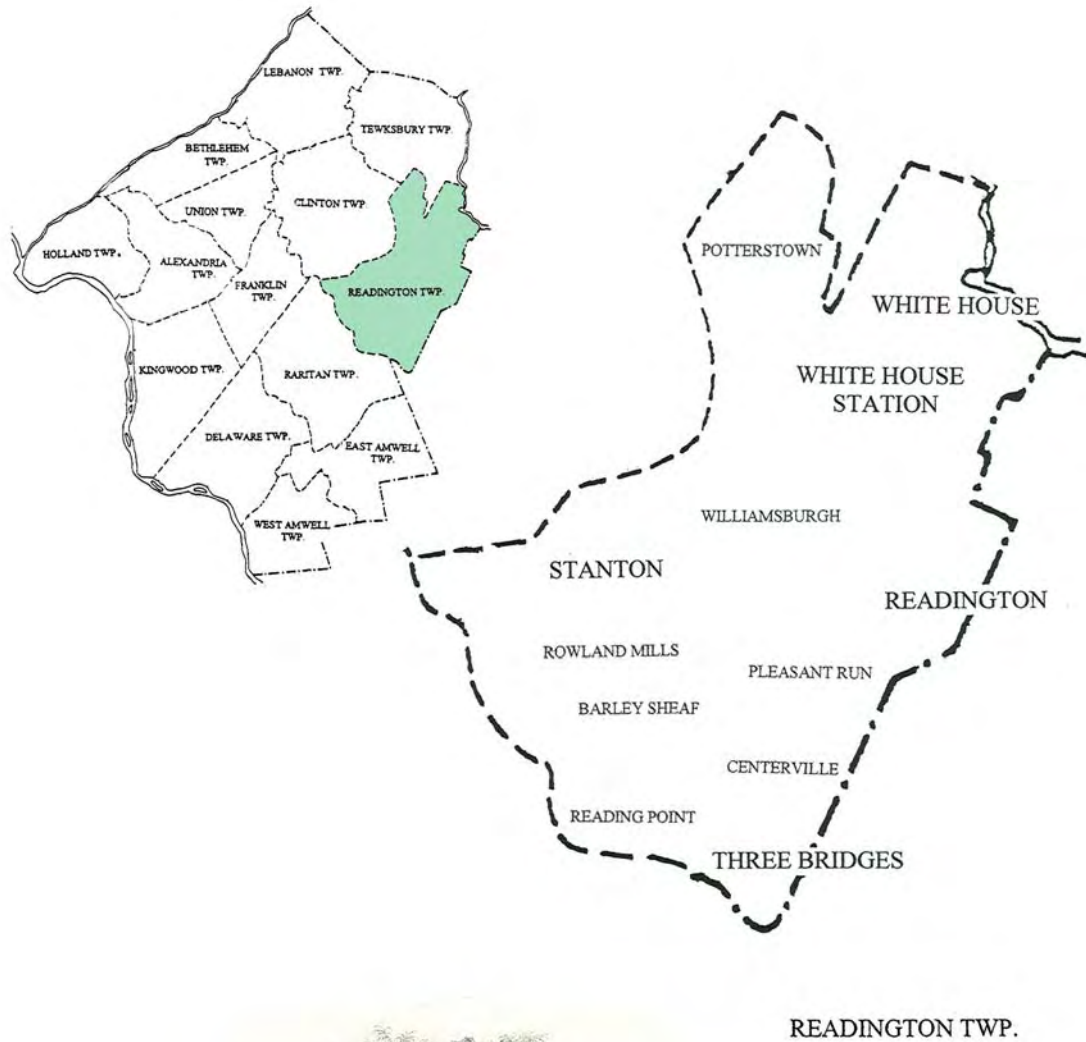 LEBANON TWP.
TEWKSBURY TWP.
BETHLEHEM
TWP.
UNION TWP.
CLINTON TWP.
HOLLAND TWP.
ALEXANDRIA
TWP.
FRANKLIN
TWP.
READINGTON TWP.
KINGWOOD TWP.
RARITAN TWP.
DELAWARE TWP.
EAST AMWELL
TWP.
WEST AMWELL
TWP.
POTTERSTOWN
WHITE HOUSE
WHITE HOUSE
STATION
WILLIAMSBURGH
STANTON
READINGTON
ROWLAND MILLS
PLEASANT RUN
BARLEY SHEAF
CENTERVILLE
READING POINT
THREE BRIDGES
READINGTON TWP.